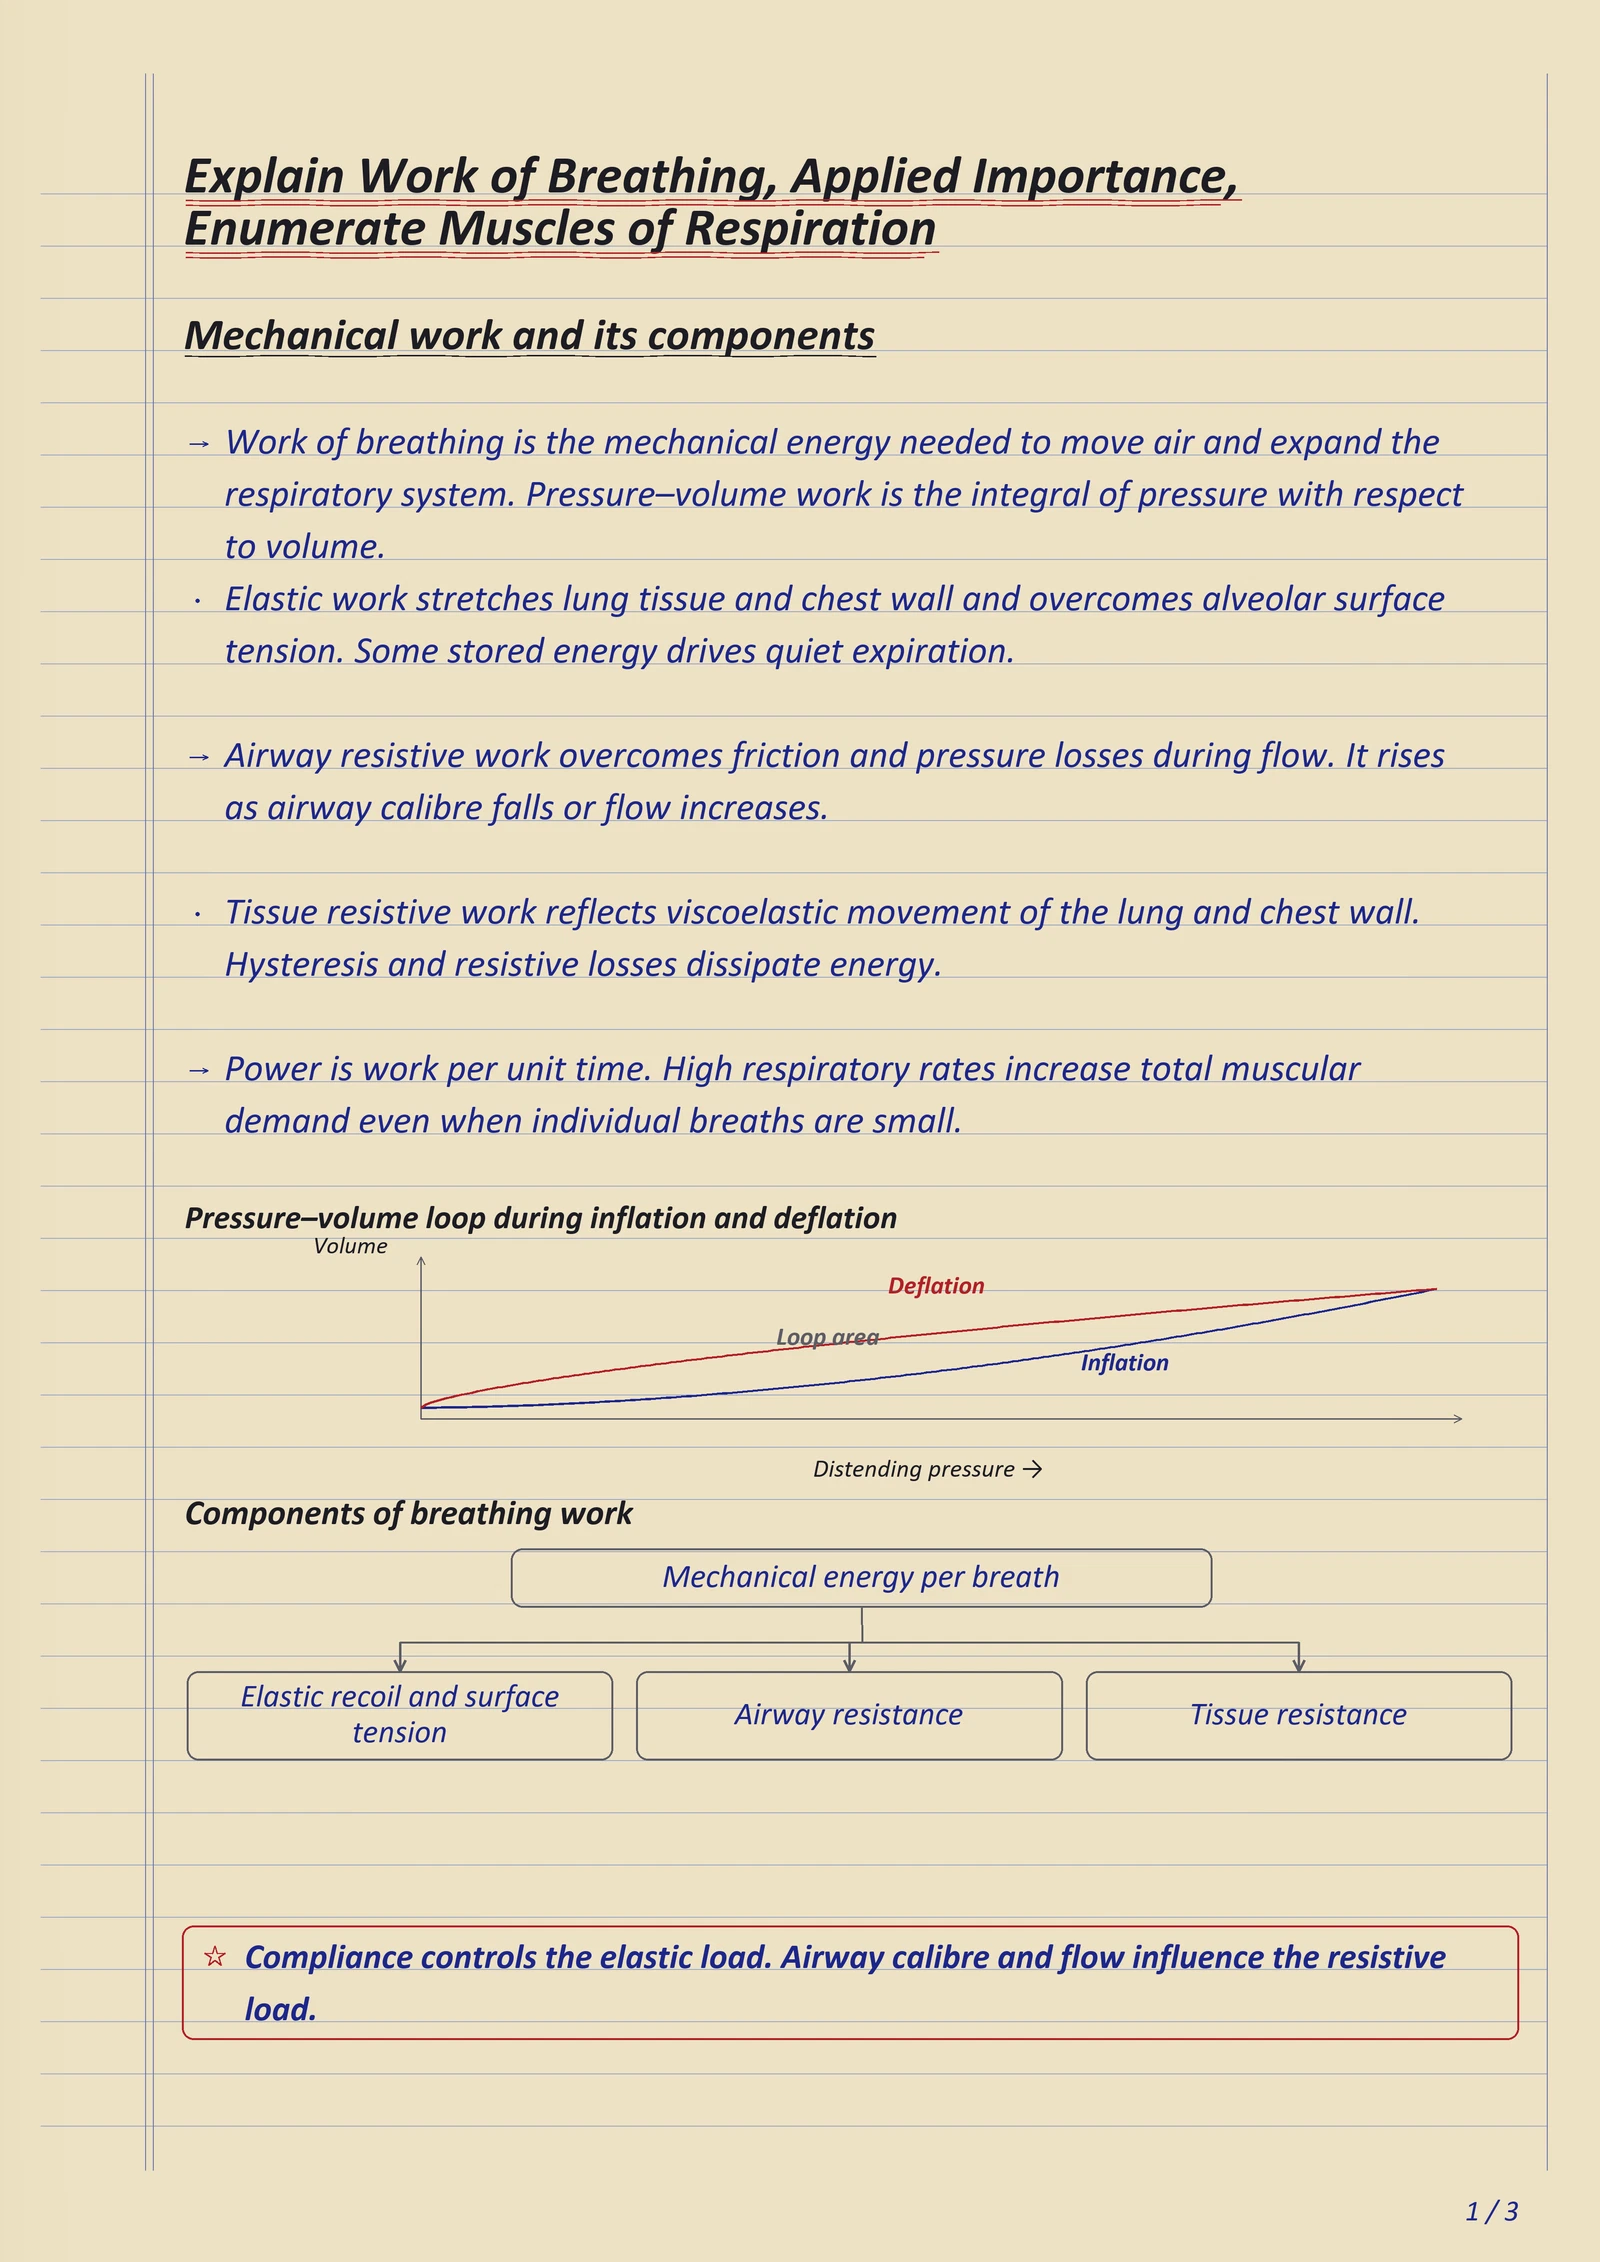 Explain Work of Breathing, Applied Importance,
Enumerate Muscles of Respiration
Mechanical work and its components
→ Work of breathing is the mechanical energy needed to move air and expand the
respiratory system. Pressure–volume work is the integral of pressure with respect
to volume.
· Elastic work stretches lung tissue and chest wall and overcomes alveolar surface
tension. Some stored energy drives quiet expiration.
→ Airway resistive work overcomes friction and pressure losses during flow. It rises
as airway calibre falls or flow increases.
· Tissue resistive work reflects viscoelastic movement of the lung and chest wall.
Hysteresis and resistive losses dissipate energy.
→ Power is work per unit time. High respiratory rates increase total muscular
demand even when individual breaths are small.
Pressure–volume loop during inflation and deflation
Volume
Deflation
Loop area
Inflation
Distending pressure →
Components of breathing work
Mechanical energy per breath
Elastic recoil and surface
tension
Airway resistance
Tissue resistance
☆ Compliance controls the elastic load. Airway calibre and flow influence the resistive
load.
1 / 3